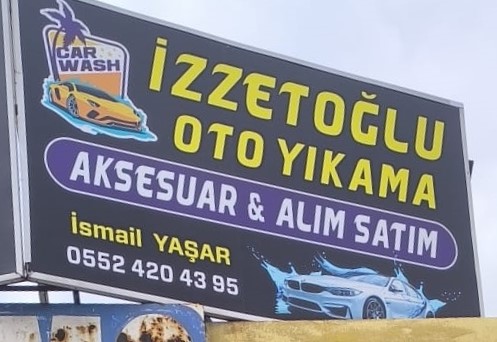 CAR
WASH
İZZETOĞLU
OTO YIKAMA
AKSESUAR & ALIM SATIM
İsmail YAŞAR
0552 420 43 95